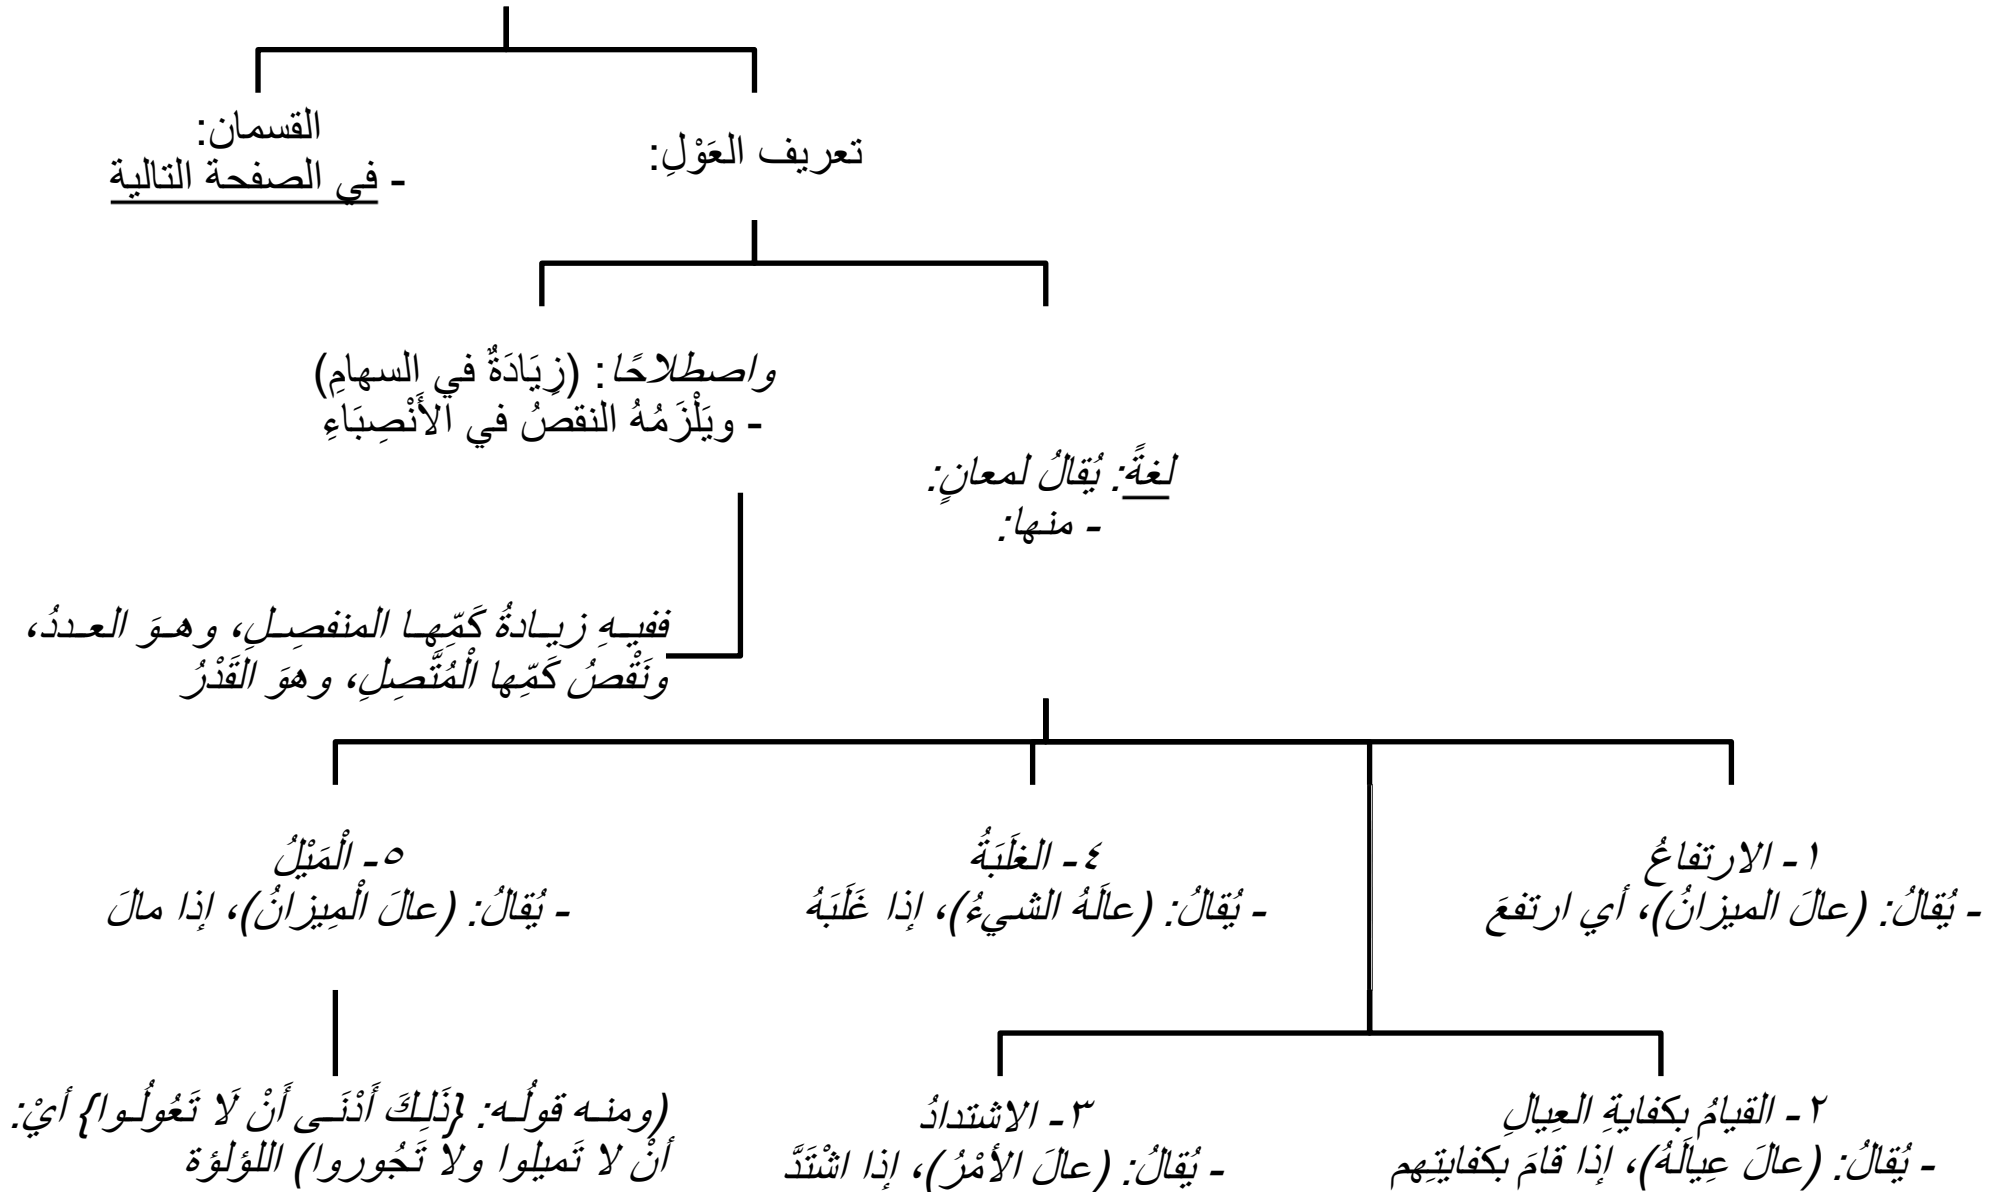 تعريف العَوْلِ:
القسمان:
- في الصفحة التالية
لغةً: يُقالُ لمعانٍ:
- منها:
واصطلاحًا: (زِيَادَةٌ في السهامِ)
- ويَلْزَمُهُ النقصُ في الأَنْصِبَاءِ
ففيهِ زيادةُ كَمِّها المنفصِلِ، وهوَ العددُ،
ونَقْصُ كَمِّها الْمُتَّصِلِ، وهوَ القَدْرُ
١- الارتفاعُ
- يُقالُ: (عالَ الميزانُ)، أي ارتفعَ
٢- القيامُ بكفايةِ العِيالِ
- يُقالُ: (عالَ عِيالَهُ)، إذا قامَ بكفايتِهم
٣- الاشتدادُ
- يُقالُ: (عالَ الأمْرُ)، إذا اشْتَدَّ
٤- الغلَبَةُ
- يُقالُ: (عالَهُ الشيءُ)، إذا غَلَبَهُ
٥- الْمَيْلُ
- يُقالُ: (عالَ الْمِيزانُ)، إذا مالَ
(ومنه قولُه: {ذَلِكَ أَدْنَى أَنْ لَا تَعُولُوا} أيْ:
أنْ لا تَميلوا ولا تَجُوروا) اللؤلؤة